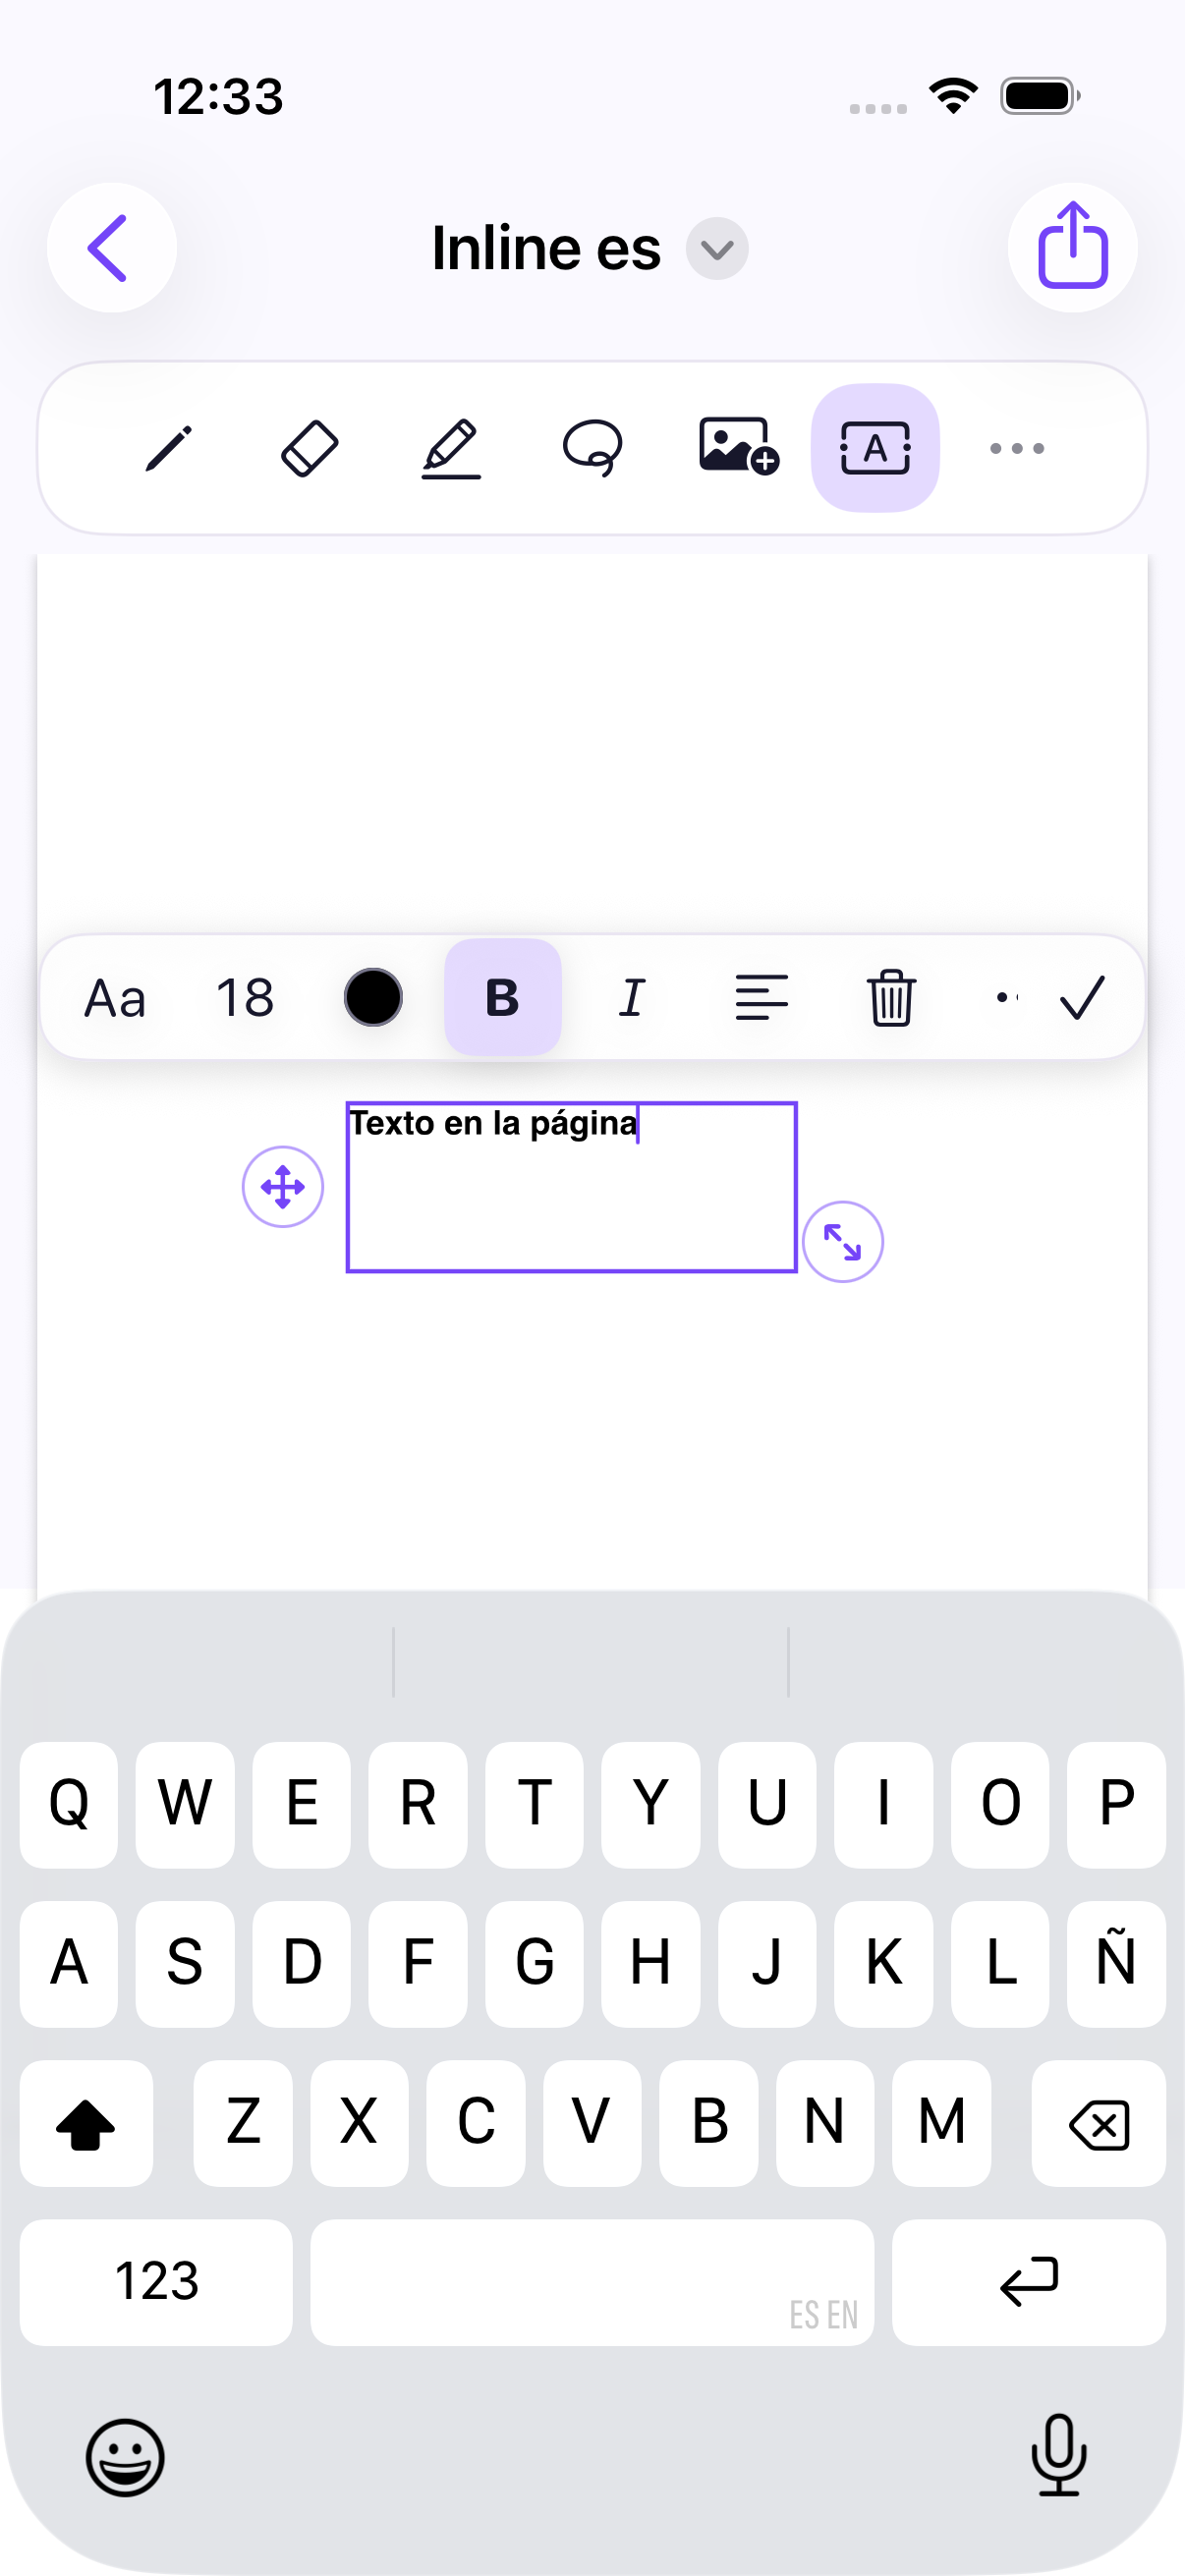 12:33
Inline es
A
Aa 18 B I
Texto en la página
Q W E R T Y U I O P
A S D F G H J K L Ñ
Z X C V B N M
123
ES EN